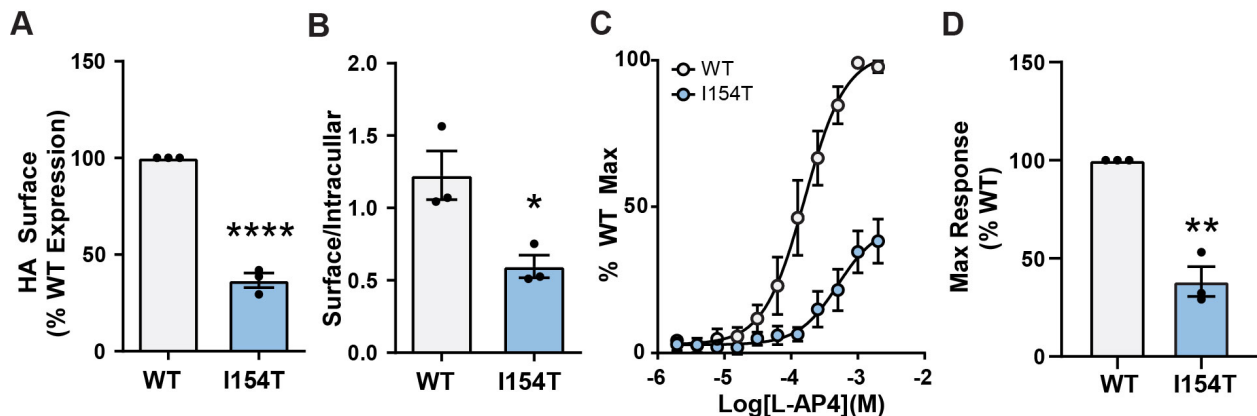 A
HA Surface
(% WT Expression)
150
100
50
0
****
WT
I154T
B
Surface/Intracullar
2.0
1.5
1.0
0.5
0.0
*
WT
I154T
C
% WT Max
100
50
0
WT
I154T
-6
-5
-4
-3
-2
Log[L-AP4](M)
D
Max Response
(% WT)
150
100
50
0
**
WT
I154T